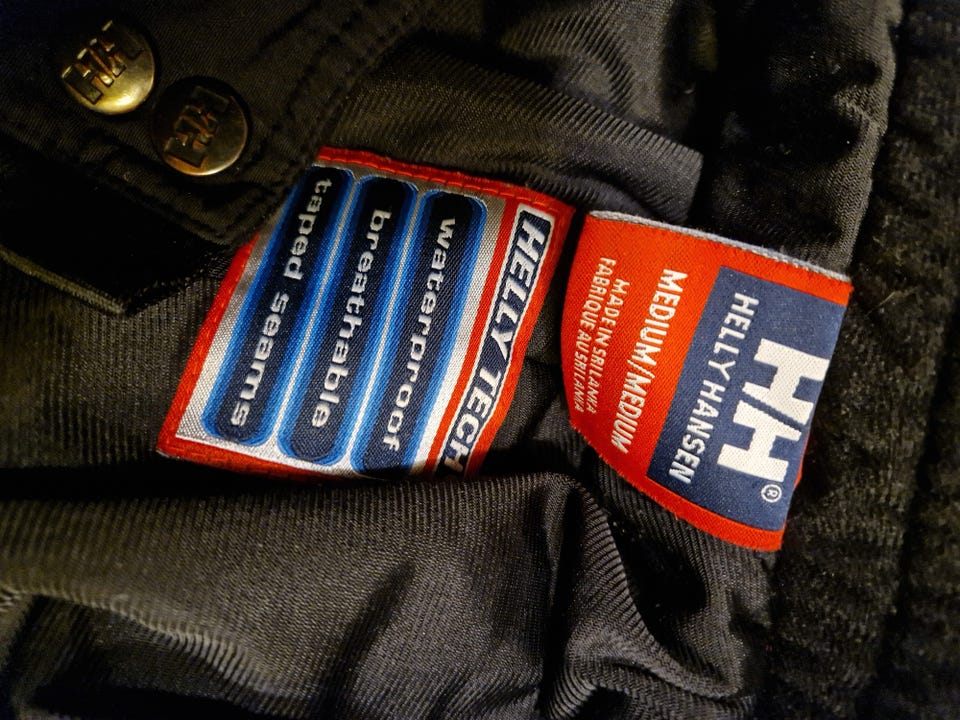 HH
HH
HELLY TECH
waterproof
breathable
taped seams
HH®
HELLY HANSEN
MEDIUM/MEDIUM
MADE IN SRI LANKA
FABRIQUE AU SRI LANKA